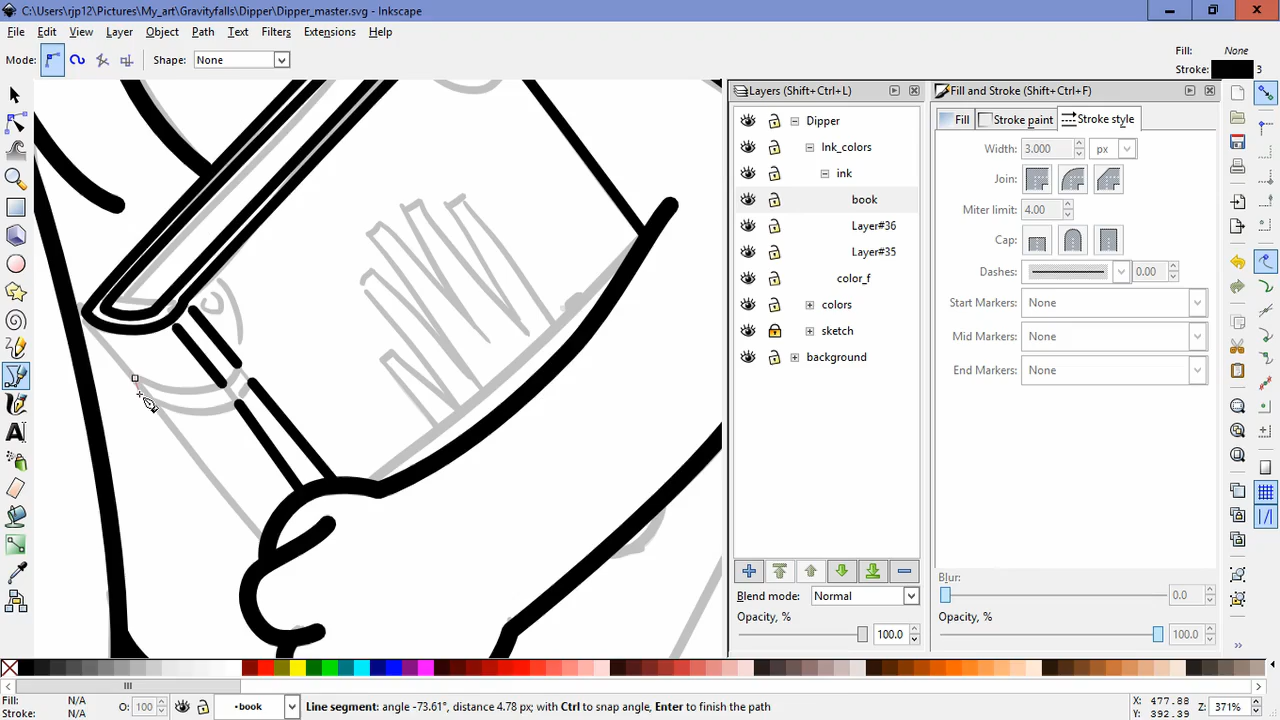 C:\Users\rjp12\Pictures\My_art\Gravityfalls\Dipper\Dipper_master.svg - Inkscape
File Edit View Layer Object Path Text Filters Extensions Help
Mode: Shape: None
Fill: None
Stroke: 3
Layers (Shift+Ctrl+L)
Dipper
Ink_colors
ink
book
Layer#36
Layer#35
color_f
colors
sketch
background
Blend mode: Normal
Opacity, %
100.0
Fill and Stroke (Shift+Ctrl+F)
Fill Stroke paint Stroke style
Width: 3.000 px
Join:
Miter limit: 4.00
Cap:
Dashes: 0.00
Start Markers: None
Mid Markers: None
End Markers: None
Blur:
0.0
Opacity, %
100.0
Fill: N/A
Stroke: N/A
O: 100
•book
Line segment: angle -73.61°, distance 4.78 px; with Ctrl to snap angle, Enter to finish the path
X: 477.88
Y: 392.39
Z: 371%